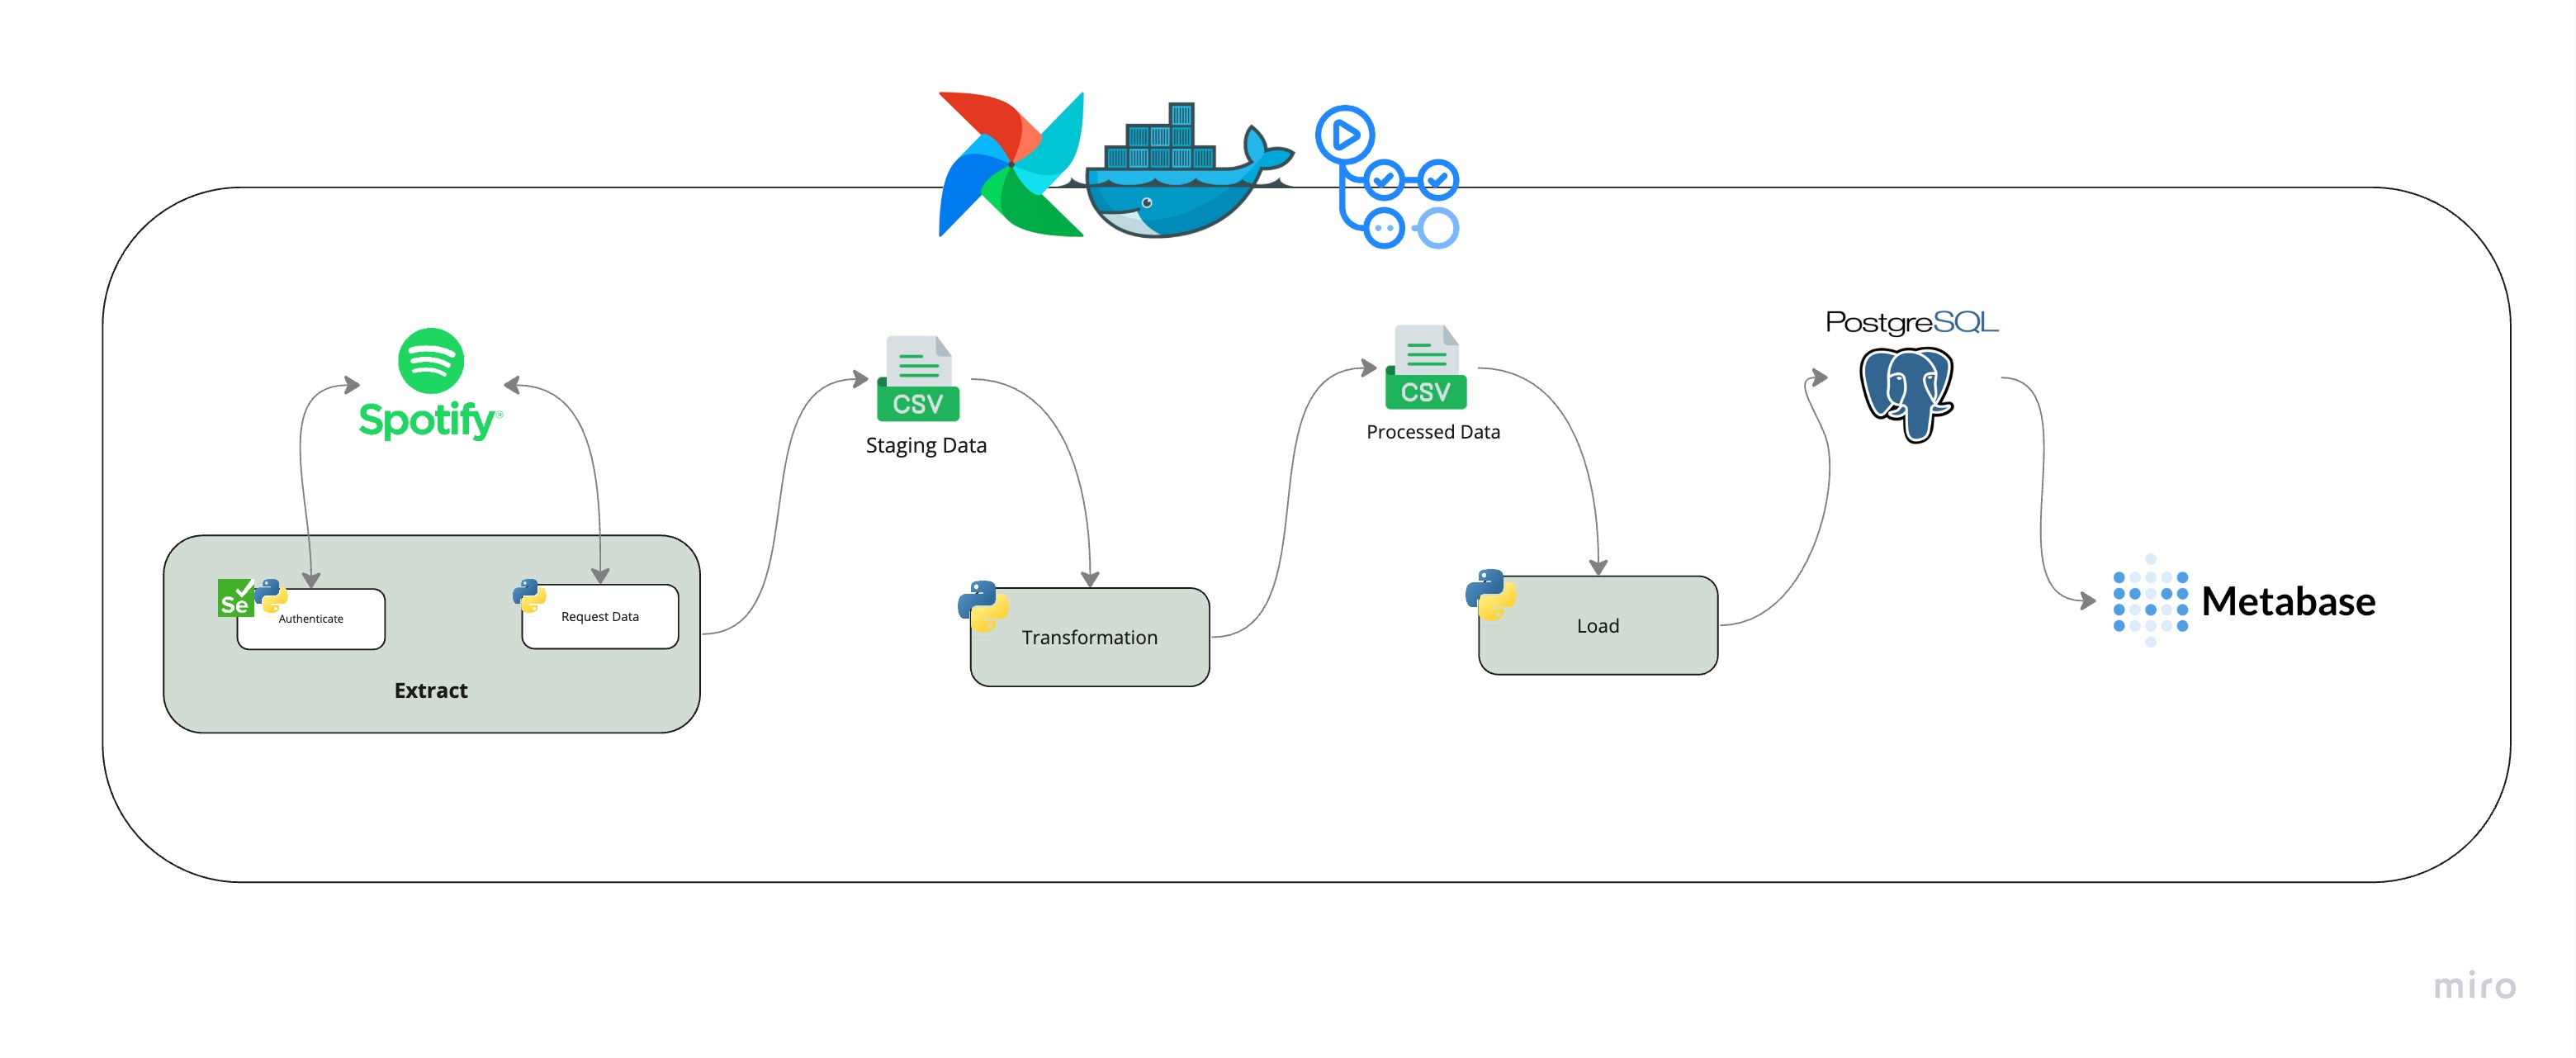 Spotify®
Se
Authenticate
Request Data
Extract
CSV
Staging Data
Transformation
CSV
Processed Data
Load
PostgreSQL
Metabase
miro